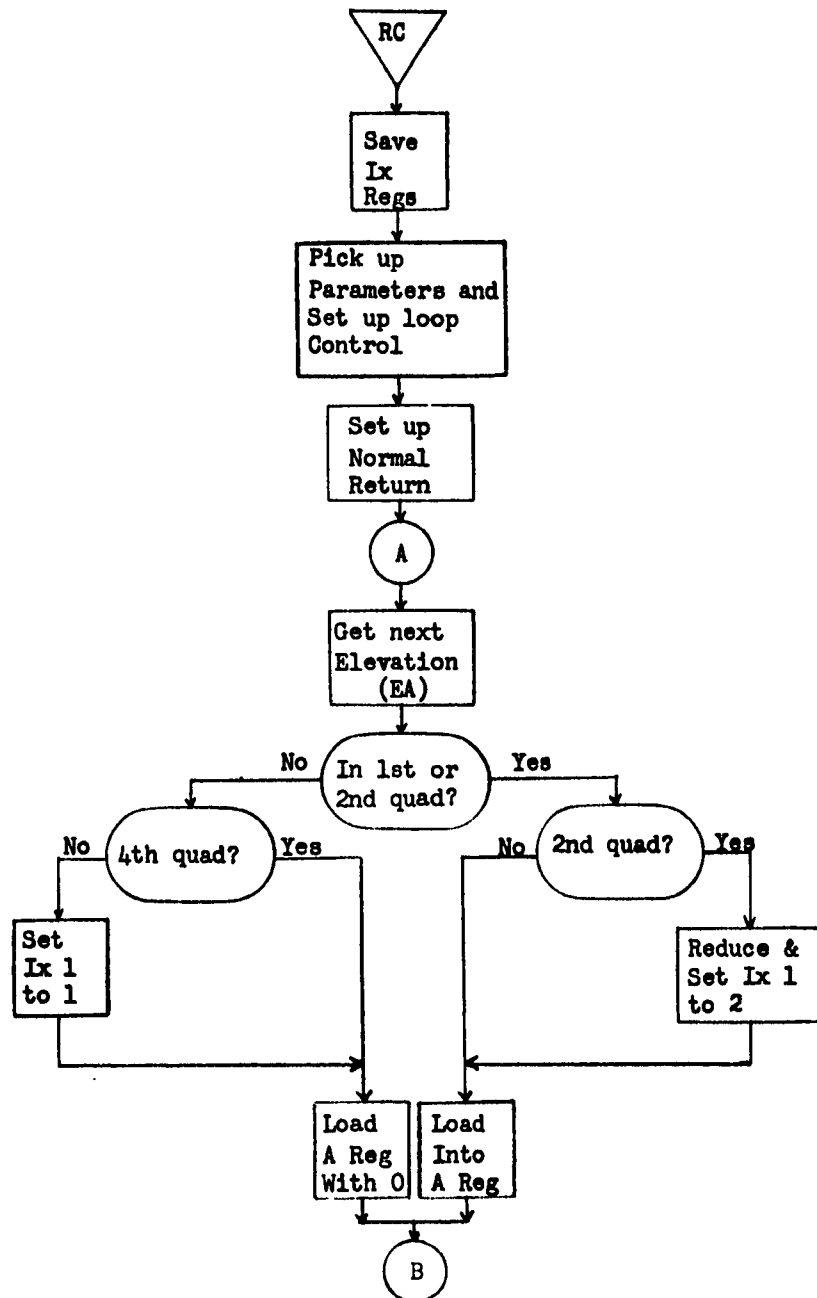 RC
Save
Ix
Regs
Pick up
Parameters and
Set up loop
Control
Set up
Normal
Return
A
Get next
Elevation
(EA)
In 1st or
2nd quad?
No
Yes
4th quad?
No
Yes
2nd quad?
No
Yes
Set
Ix 1
to 1
Reduce &
Set Ix 1
to 2
Load
A Reg
With 0
Load
Into
A Reg
B